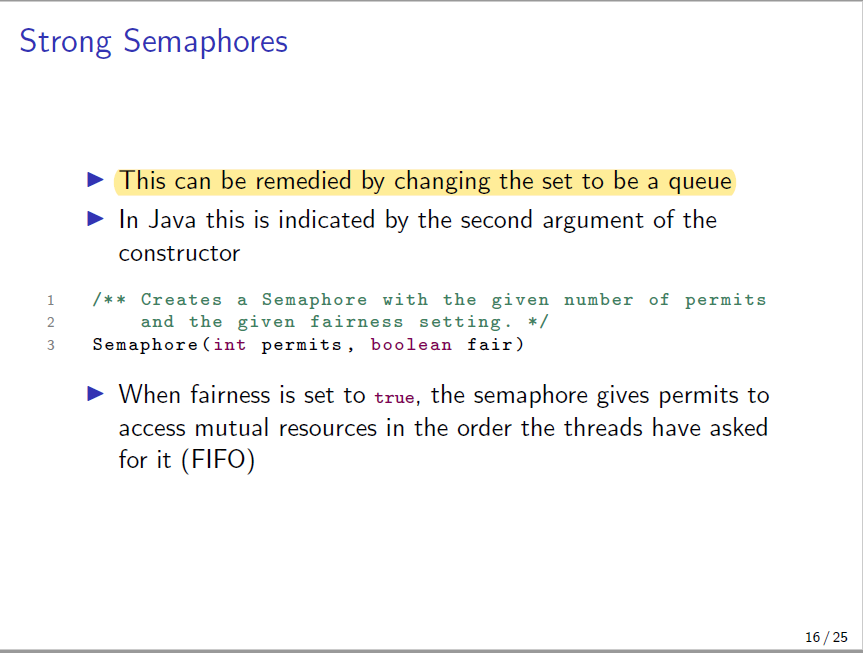 Strong Semaphores
▶ This can be remedied by changing the set to be a queue
▶ In Java this is indicated by the second argument of the
constructor
1 /** Creates a Semaphore with the given number of permits
2 and the given fairness setting. */
3 Semaphore(int permits, boolean fair)
▶ When fairness is set to true, the semaphore gives permits to
access mutual resources in the order the threads have asked
for it (FIFO)
16 / 25